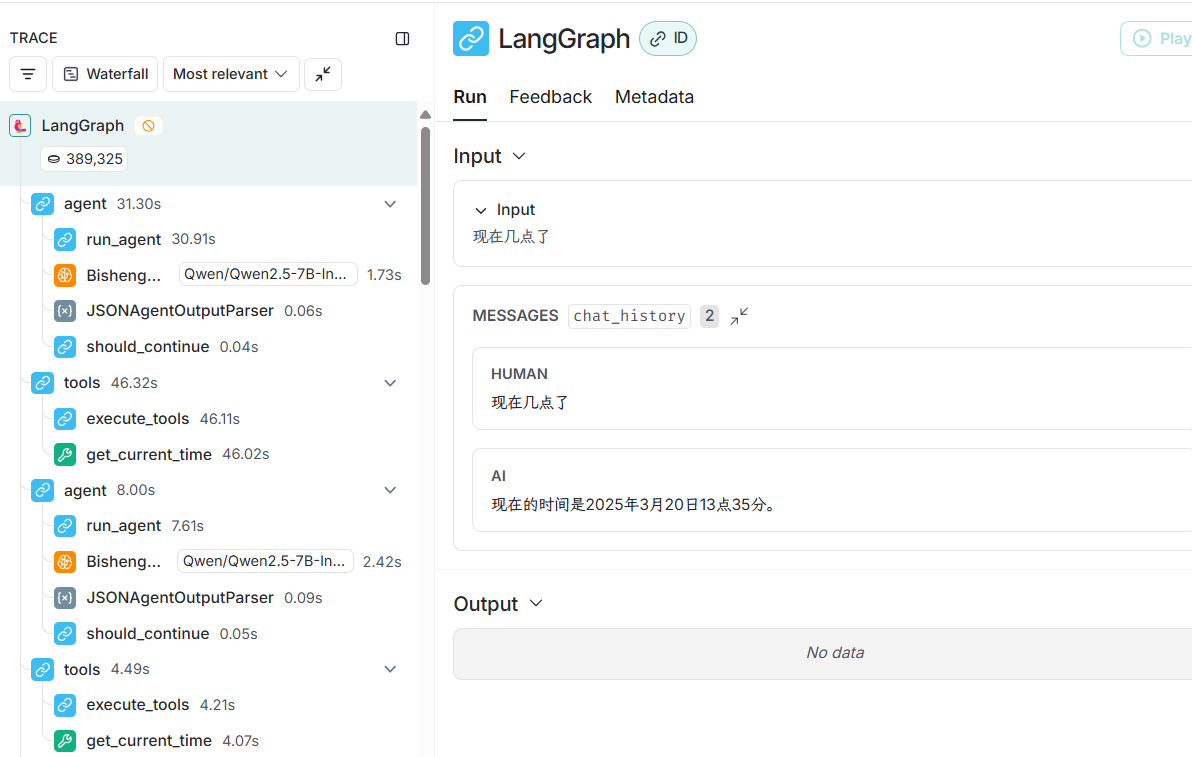 TRACE
Waterfall
Most relevant
LangGraph
389,325
agent 31.30s
run_agent 30.91s
Bisheng... Qwen/Qwen2.5-7B-In... 1.73s
JSONAgentOutputParser 0.06s
should_continue 0.04s
tools 46.32s
execute_tools 46.11s
get_current_time 46.02s
agent 8.00s
run_agent 7.61s
Bisheng... Qwen/Qwen2.5-7B-In... 2.42s
JSONAgentOutputParser 0.09s
should_continue 0.05s
tools 4.49s
execute_tools 4.21s
get_current_time 4.07s
LangGraph ID
Play
Run Feedback Metadata
Input
Input
现在几点了
MESSAGES chat_history 2
HUMAN
现在几点了
AI
现在的时间是2025年3月20日13点35分。
Output
No data